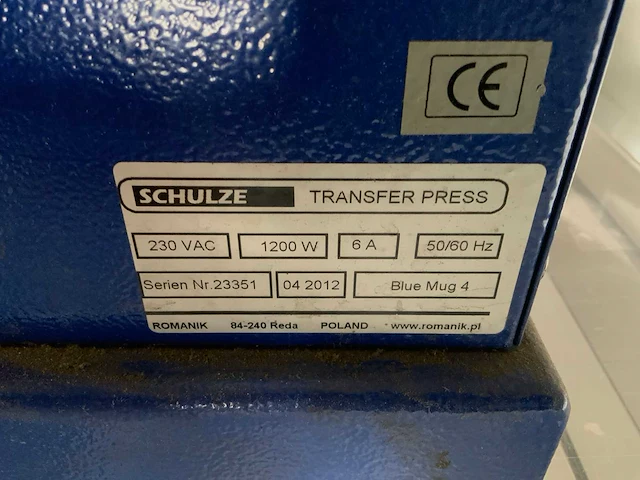 CE
SCHULZE TRANSFER PRESS
230 VAC 1200 W 6 A 50/60 Hz
Serien Nr.23351 04 2012 Blue Mug 4
ROMANIK 84-240 Reda POLAND www.romanik.pl